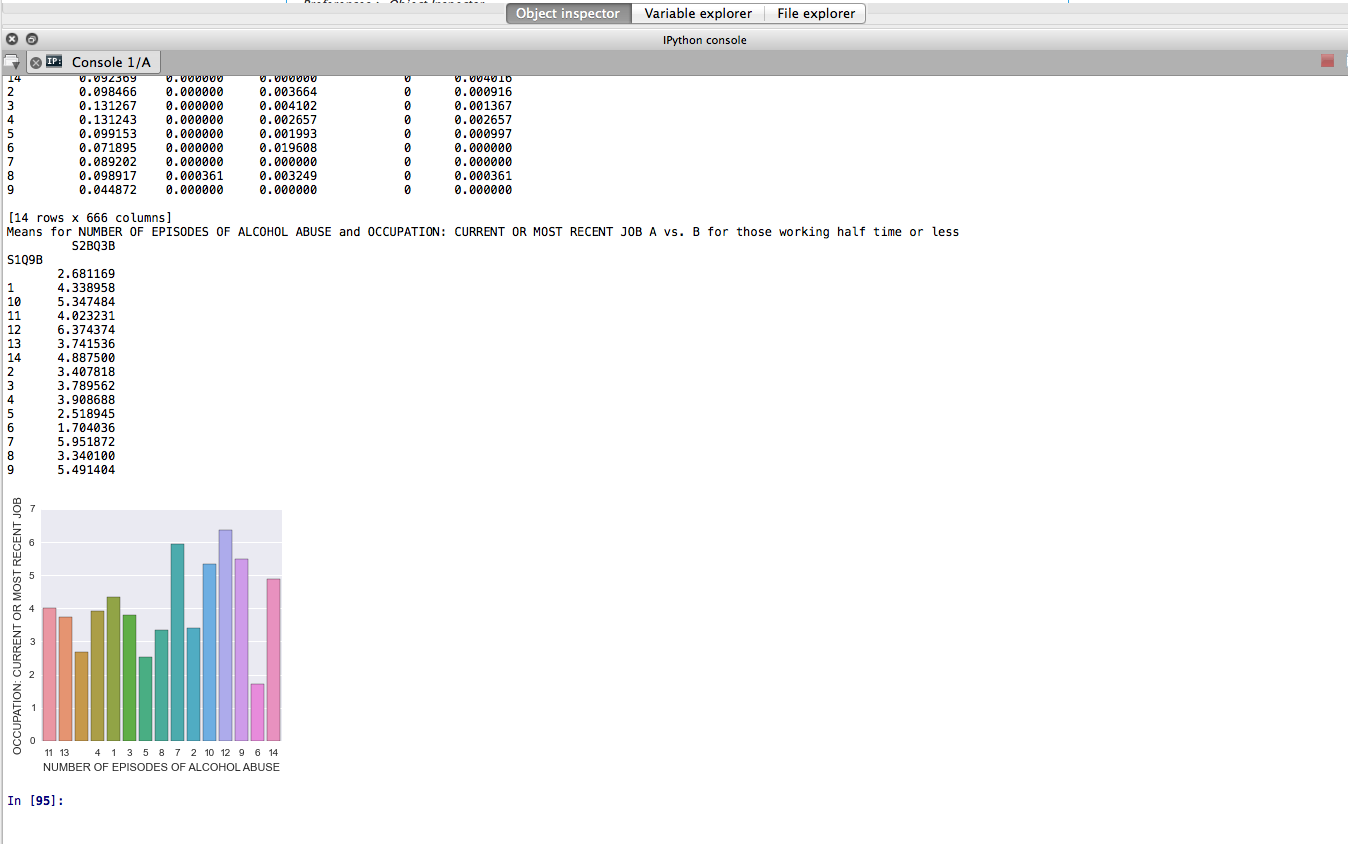 Preferences : Object Inspector
Object inspector Variable explorer File explorer
IPython console
IP: Console 1/A
14 0.092369 0.000000 0.000000 0 0.004016
2 0.098466 0.000000 0.003664 0 0.000916
3 0.131267 0.000000 0.004102 0 0.001367
4 0.131243 0.000000 0.002657 0 0.002657
5 0.099153 0.000000 0.001993 0 0.000997
6 0.071895 0.000000 0.019608 0 0.000000
7 0.089202 0.000000 0.000000 0 0.000000
8 0.098917 0.000361 0.003249 0 0.000361
9 0.044872 0.000000 0.000000 0 0.000000
[14 rows x 666 columns]
Means for NUMBER OF EPISODES OF ALCOHOL ABUSE and OCCUPATION: CURRENT OR MOST RECENT JOB A vs. B for those working half time or less
S2BQ3B
S1Q9B
2.681169
1 4.338958
10 5.347484
11 4.023231
12 6.374374
13 3.741536
14 4.887500
2 3.407818
3 3.789562
4 3.908688
5 2.518945
6 1.704036
7 5.951872
8 3.340100
9 5.491404
OCCUPATION: CURRENT OR MOST RECENT JOB
7
6
5
4
3
2
1
0
11 13 4 1 3 5 8 7 2 10 12 9 6 14
NUMBER OF EPISODES OF ALCOHOL ABUSE
In [95]: